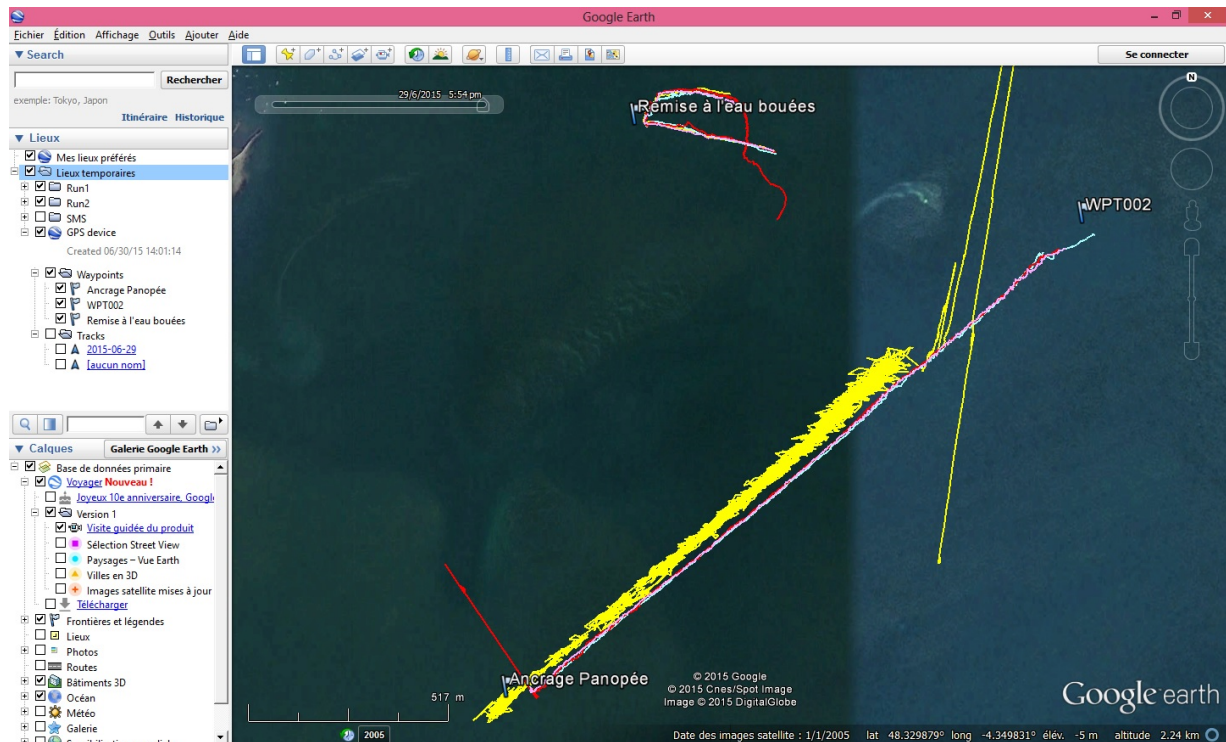 Google Earth
Fichier Édition Affichage Outils Ajouter Aide
Search
Rechercher
exemple: Tokyo, Japon
Itinéraire Historique
Lieux
Mes lieux préférés
Lieux temporaires
Run1
Run2
SMS
GPS device
Created 06/30/15 14:01:14
Waypoints
Ancrage Panopée
WPT002
Remise à l'eau bouées
Tracks
2015-06-29
[aucun nom]
Calques
Galerie Google Earth >>
Base de données primaire
Voyager Nouveau !
Joyeux 10e anniversaire, Googl
Version 1
Visite guidée du produit
Sélection Street View
Paysages – Vue Earth
Villes en 3D
Images satellite mises à jour
Télécharger
Frontières et légendes
Lieux
Photos
Routes
Bâtiments 3D
Océan
Météo
Galerie
Se connecter
29/6/2015 5:54 pm
N
Remise à l'eau bouées
WPT002
Ancrage Panopée
517 m
© 2015 Google
© 2015 Cnes/Spot Image
Image © 2015 DigitalGlobe
Google earth
2005
Date des images satellite : 1/1/2005 lat 48.329879° long -4.349831° élév. -5 m altitude 2.24 km